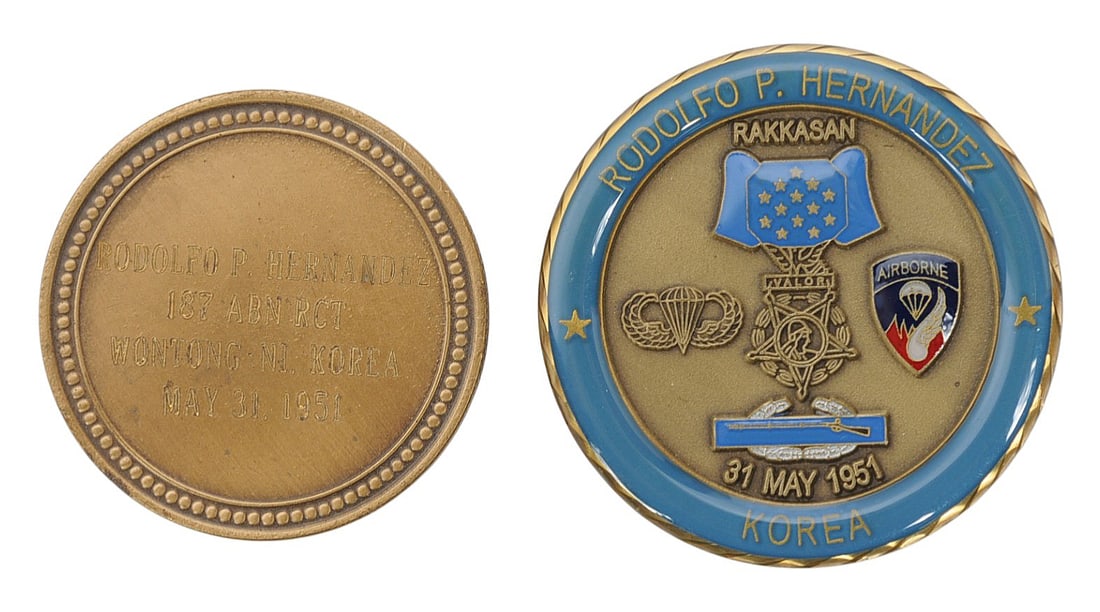 RODOLFO P. HERNANDEZ
187 ABN RCT
WONTONG-NI, KOREA
MAY 31, 1951
RODOLFO P. HERNANDEZ
RAKKASAN
VALOR
AIRBORNE
31 MAY 1951
KOREA